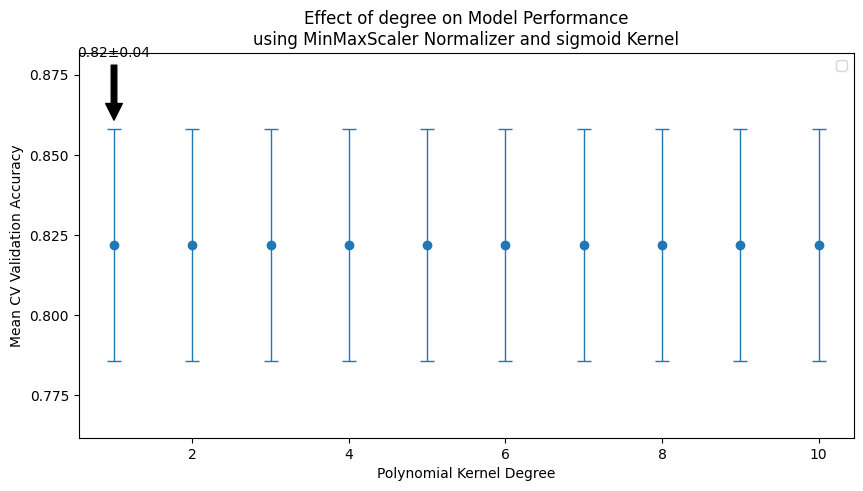 Effect of degree on Model Performance
using MinMaxScaler Normalizer and sigmoid Kernel
0.82±0.04
0.875
0.850
0.825
0.800
0.775
Mean CV Validation Accuracy
2 4 6 8 10
Polynomial Kernel Degree